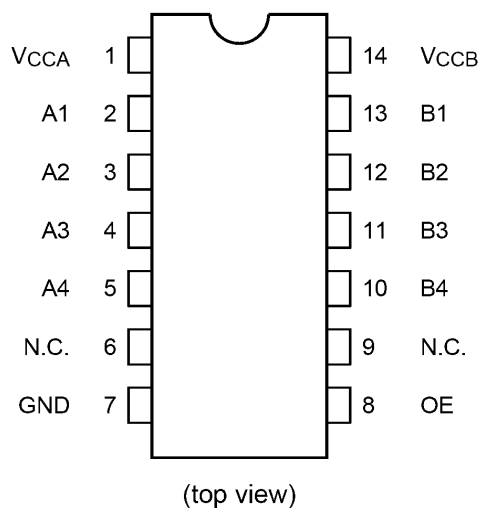 VCCA 1 14 VCCB
A1 2 13 B1
A2 3 12 B2
A3 4 11 B3
A4 5 10 B4
N.C. 6 9 N.C.
GND 7 8 OE
(top view)